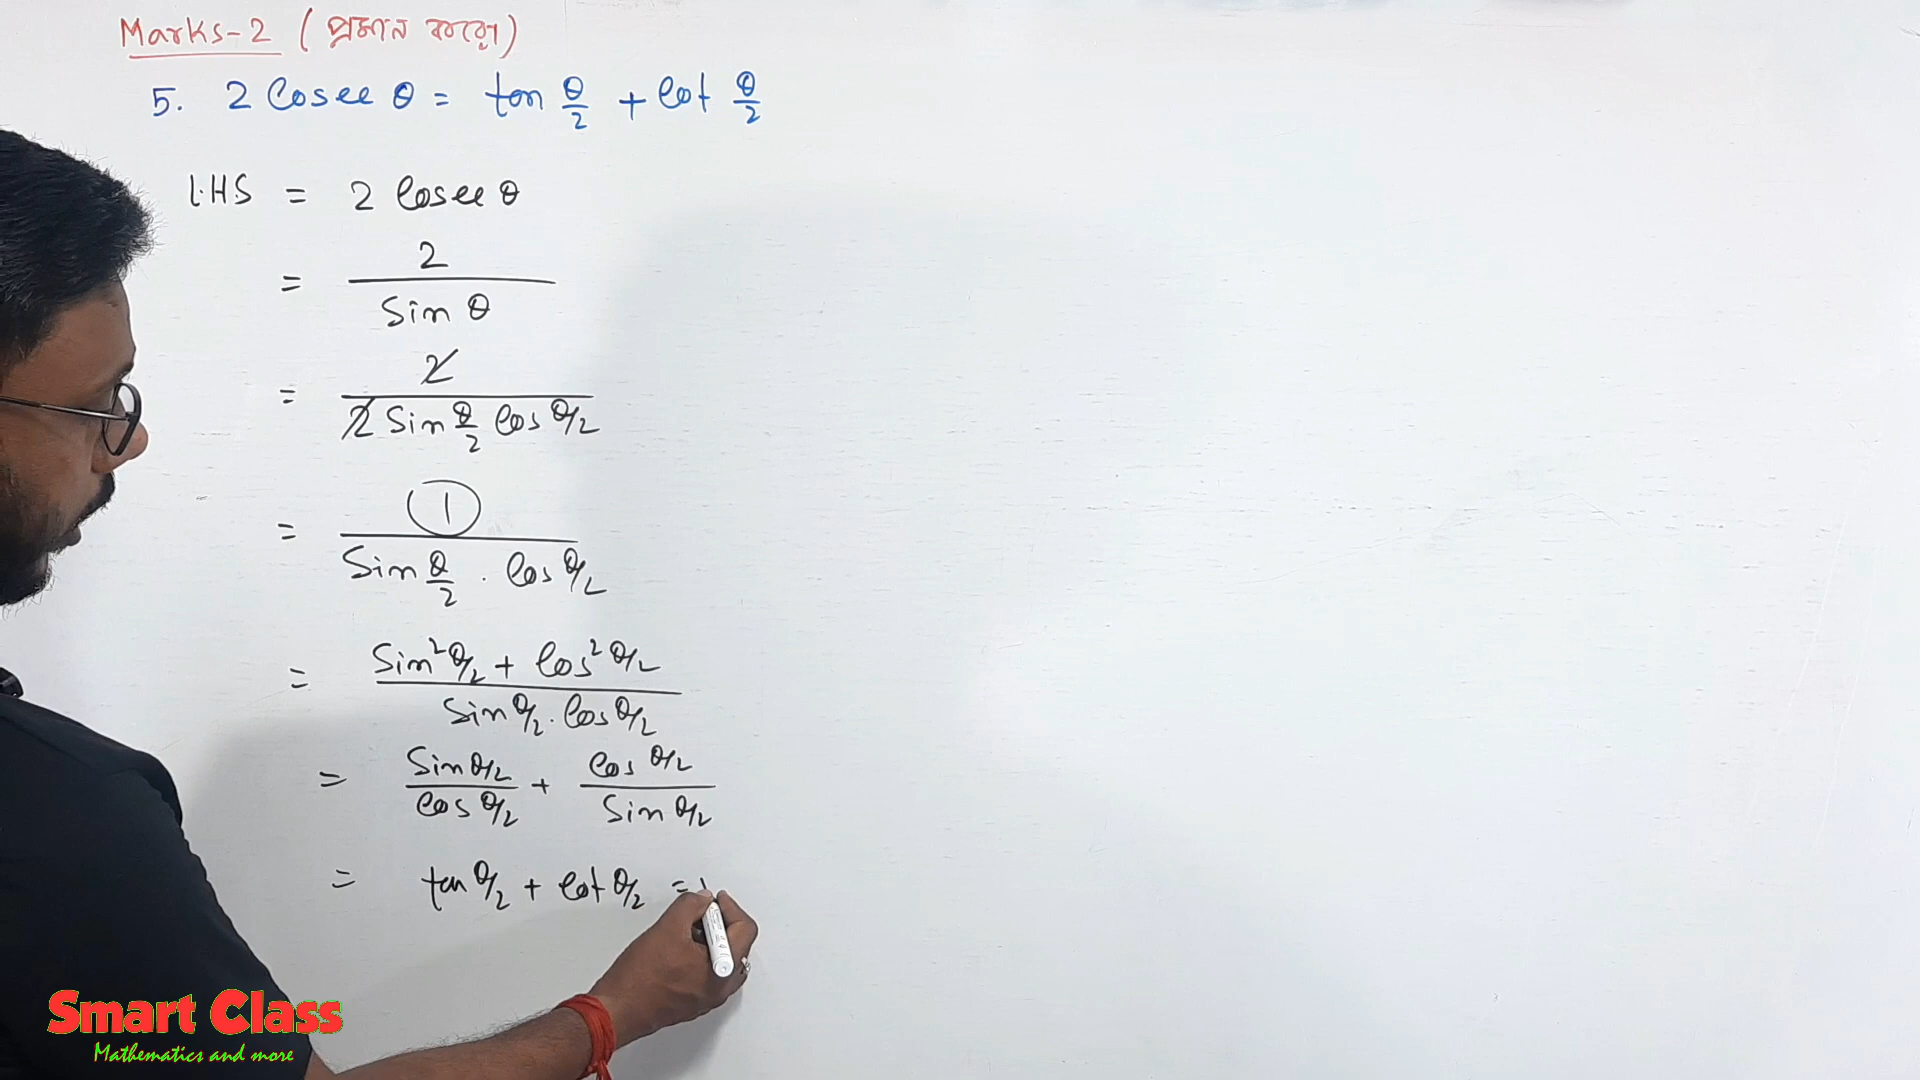 Marks-2 (প্রমাণ করো)
5. 2 Cosec θ = tan θ/2 + Cot θ/2
LHS = 2 Cosec θ
= 2 / Sin θ
= 2 / 2 Sin θ/2 Cos θ/2
= 1 / Sin θ/2 . Cos θ/2
= Sin² θ/2 + Cos² θ/2 / Sin θ/2 . Cos θ/2
= Sin θ/2 / Cos θ/2 + Cos θ/2 / Sin θ/2
= tan θ/2 + Cot θ/2 =
Smart Class
Mathematics and more